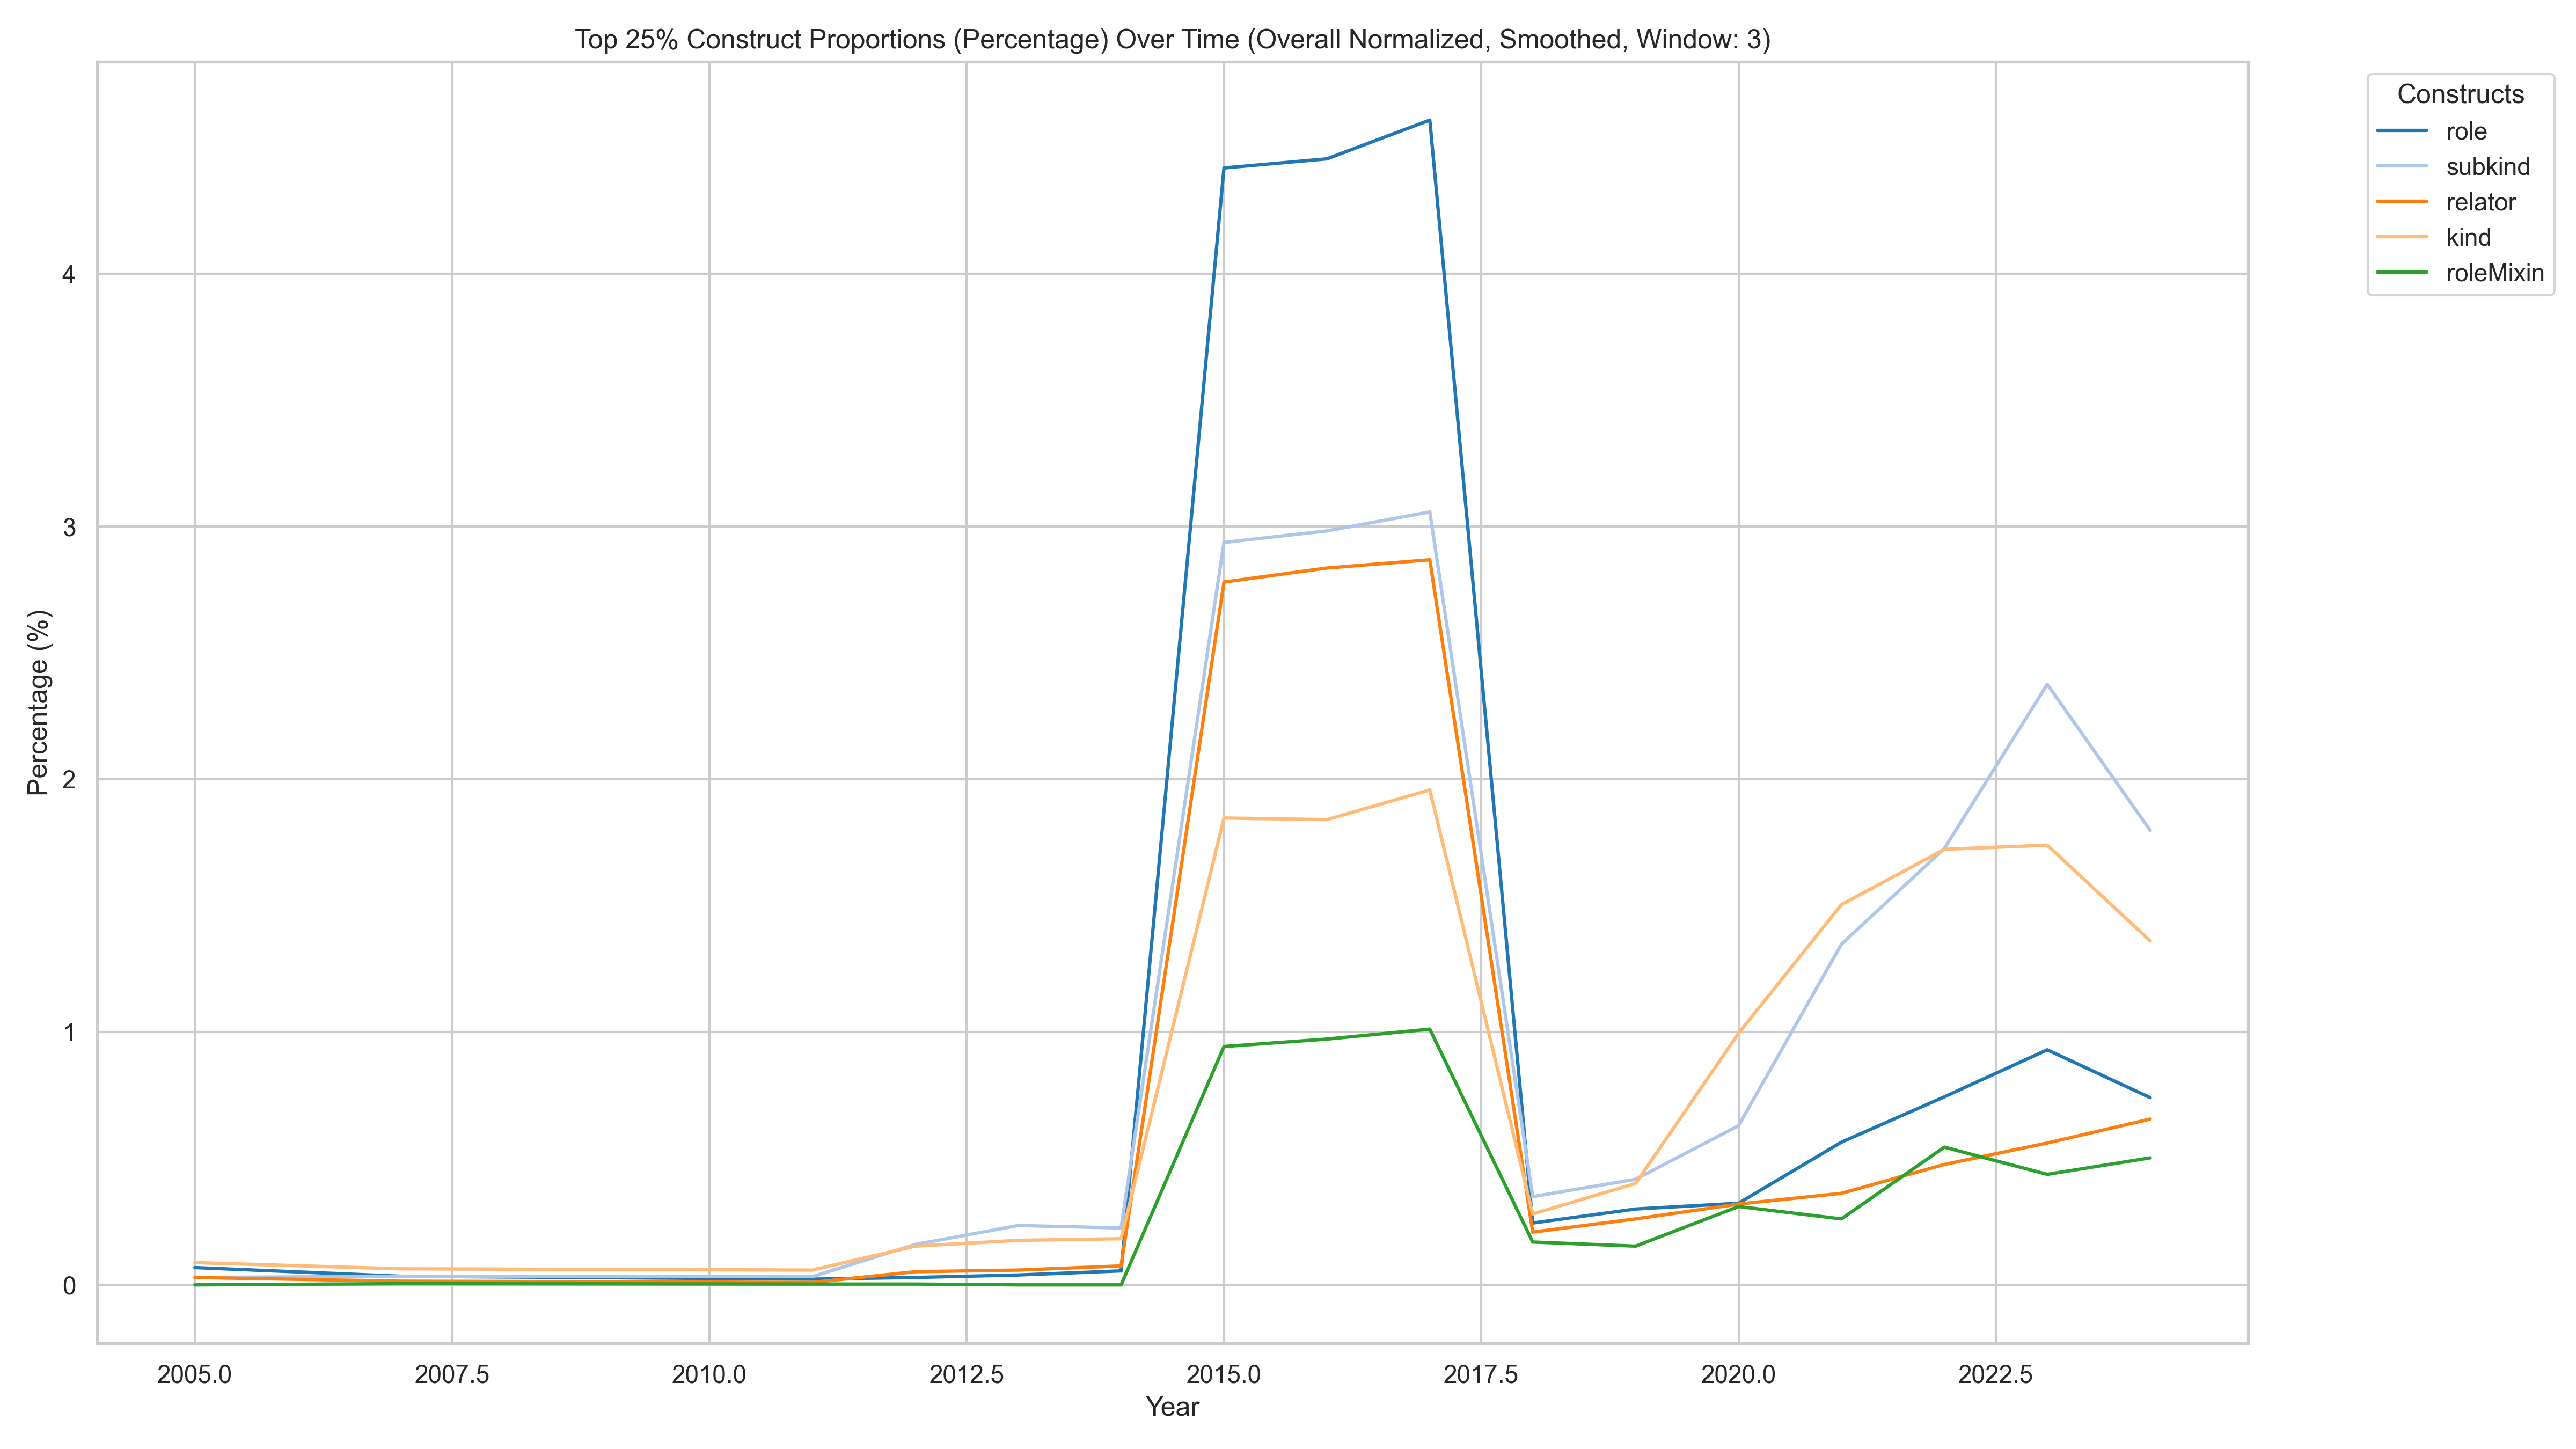 Top 25% Construct Proportions (Percentage) Over Time (Overall Normalized, Smoothed, Window: 3)
Constructs
role
subkind
relator
kind
roleMixin
Percentage (%)
4
3
2
1
0
2005.0 2007.5 2010.0 2012.5 2015.0 2017.5 2020.0 2022.5
Year